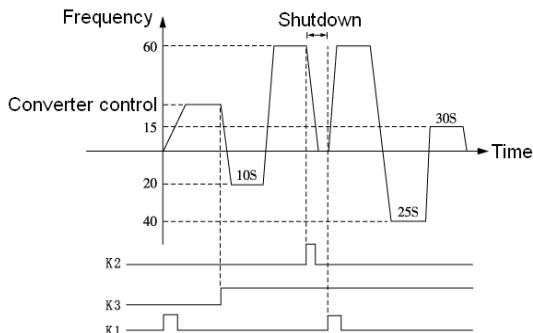 Frequency
Shutdown
60
Converter control
15
30S
Time
20
10S
40
25S
K2
K3
K1